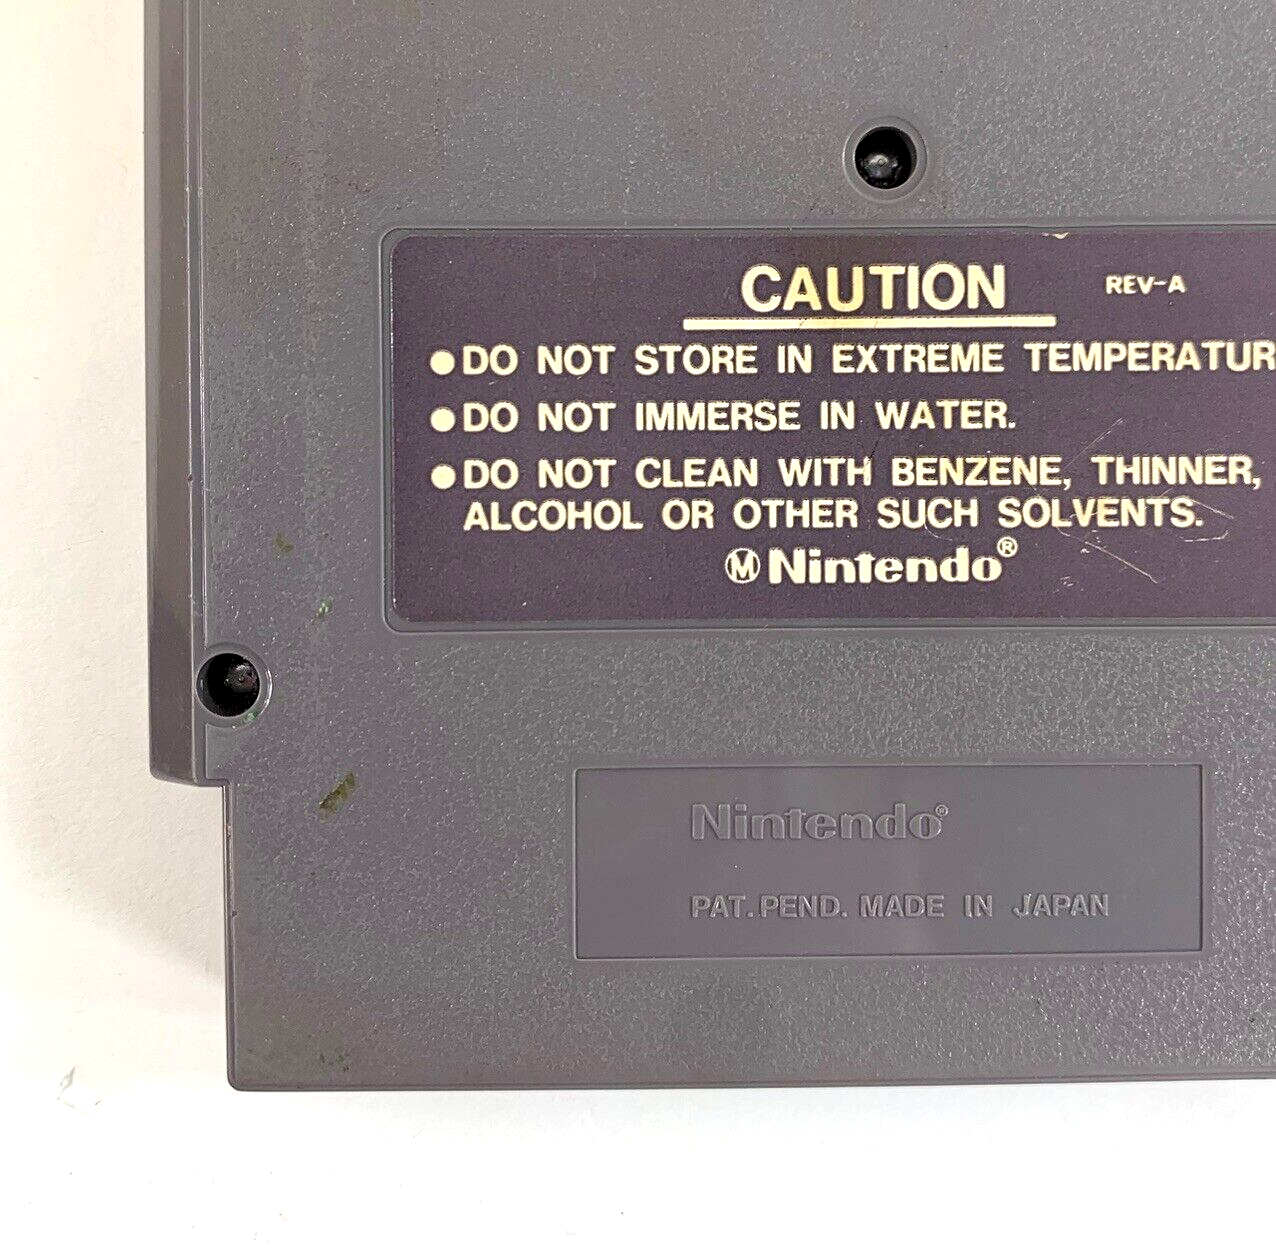 CAUTION REV-A
●DO NOT STORE IN EXTREME TEMPERATUR
●DO NOT IMMERSE IN WATER.
●DO NOT CLEAN WITH BENZENE, THINNER,
ALCOHOL OR OTHER SUCH SOLVENTS.
Ⓜ Nintendo®
Nintendo®
PAT. PEND. MADE IN JAPAN